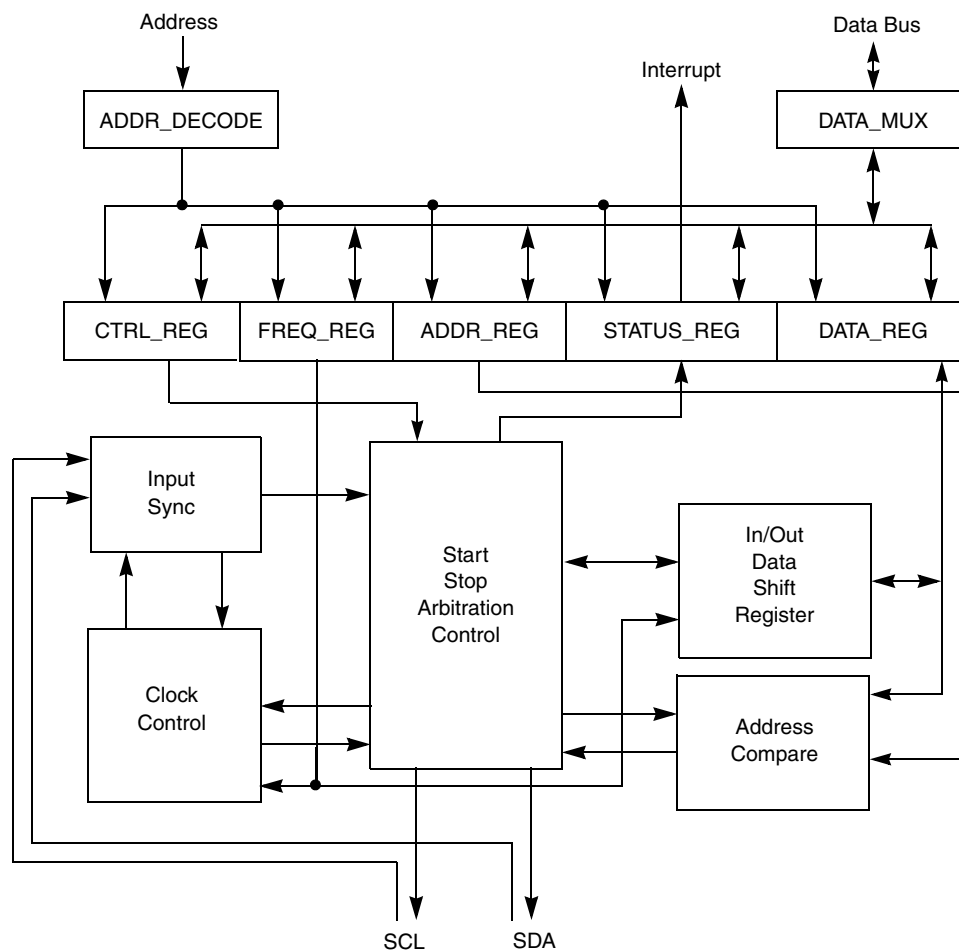 Address
Data Bus
Interrupt
ADDR_DECODE
DATA_MUX
CTRL_REG
FREQ_REG
ADDR_REG
STATUS_REG
DATA_REG
Input
Sync
Start
Stop
Arbitration
Control
In/Out
Data
Shift
Register
Clock
Control
Address
Compare
SCL
SDA